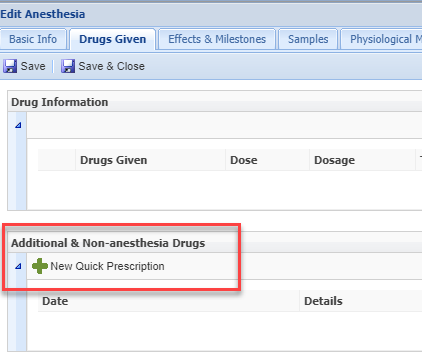 Edit Anesthesia
Basic Info Drugs Given Effects & Milestones Samples Physiological M
Save Save & Close
Drug Information
Drugs Given Dose Dosage
Additional & Non-anesthesia Drugs
New Quick Prescription
Date Details